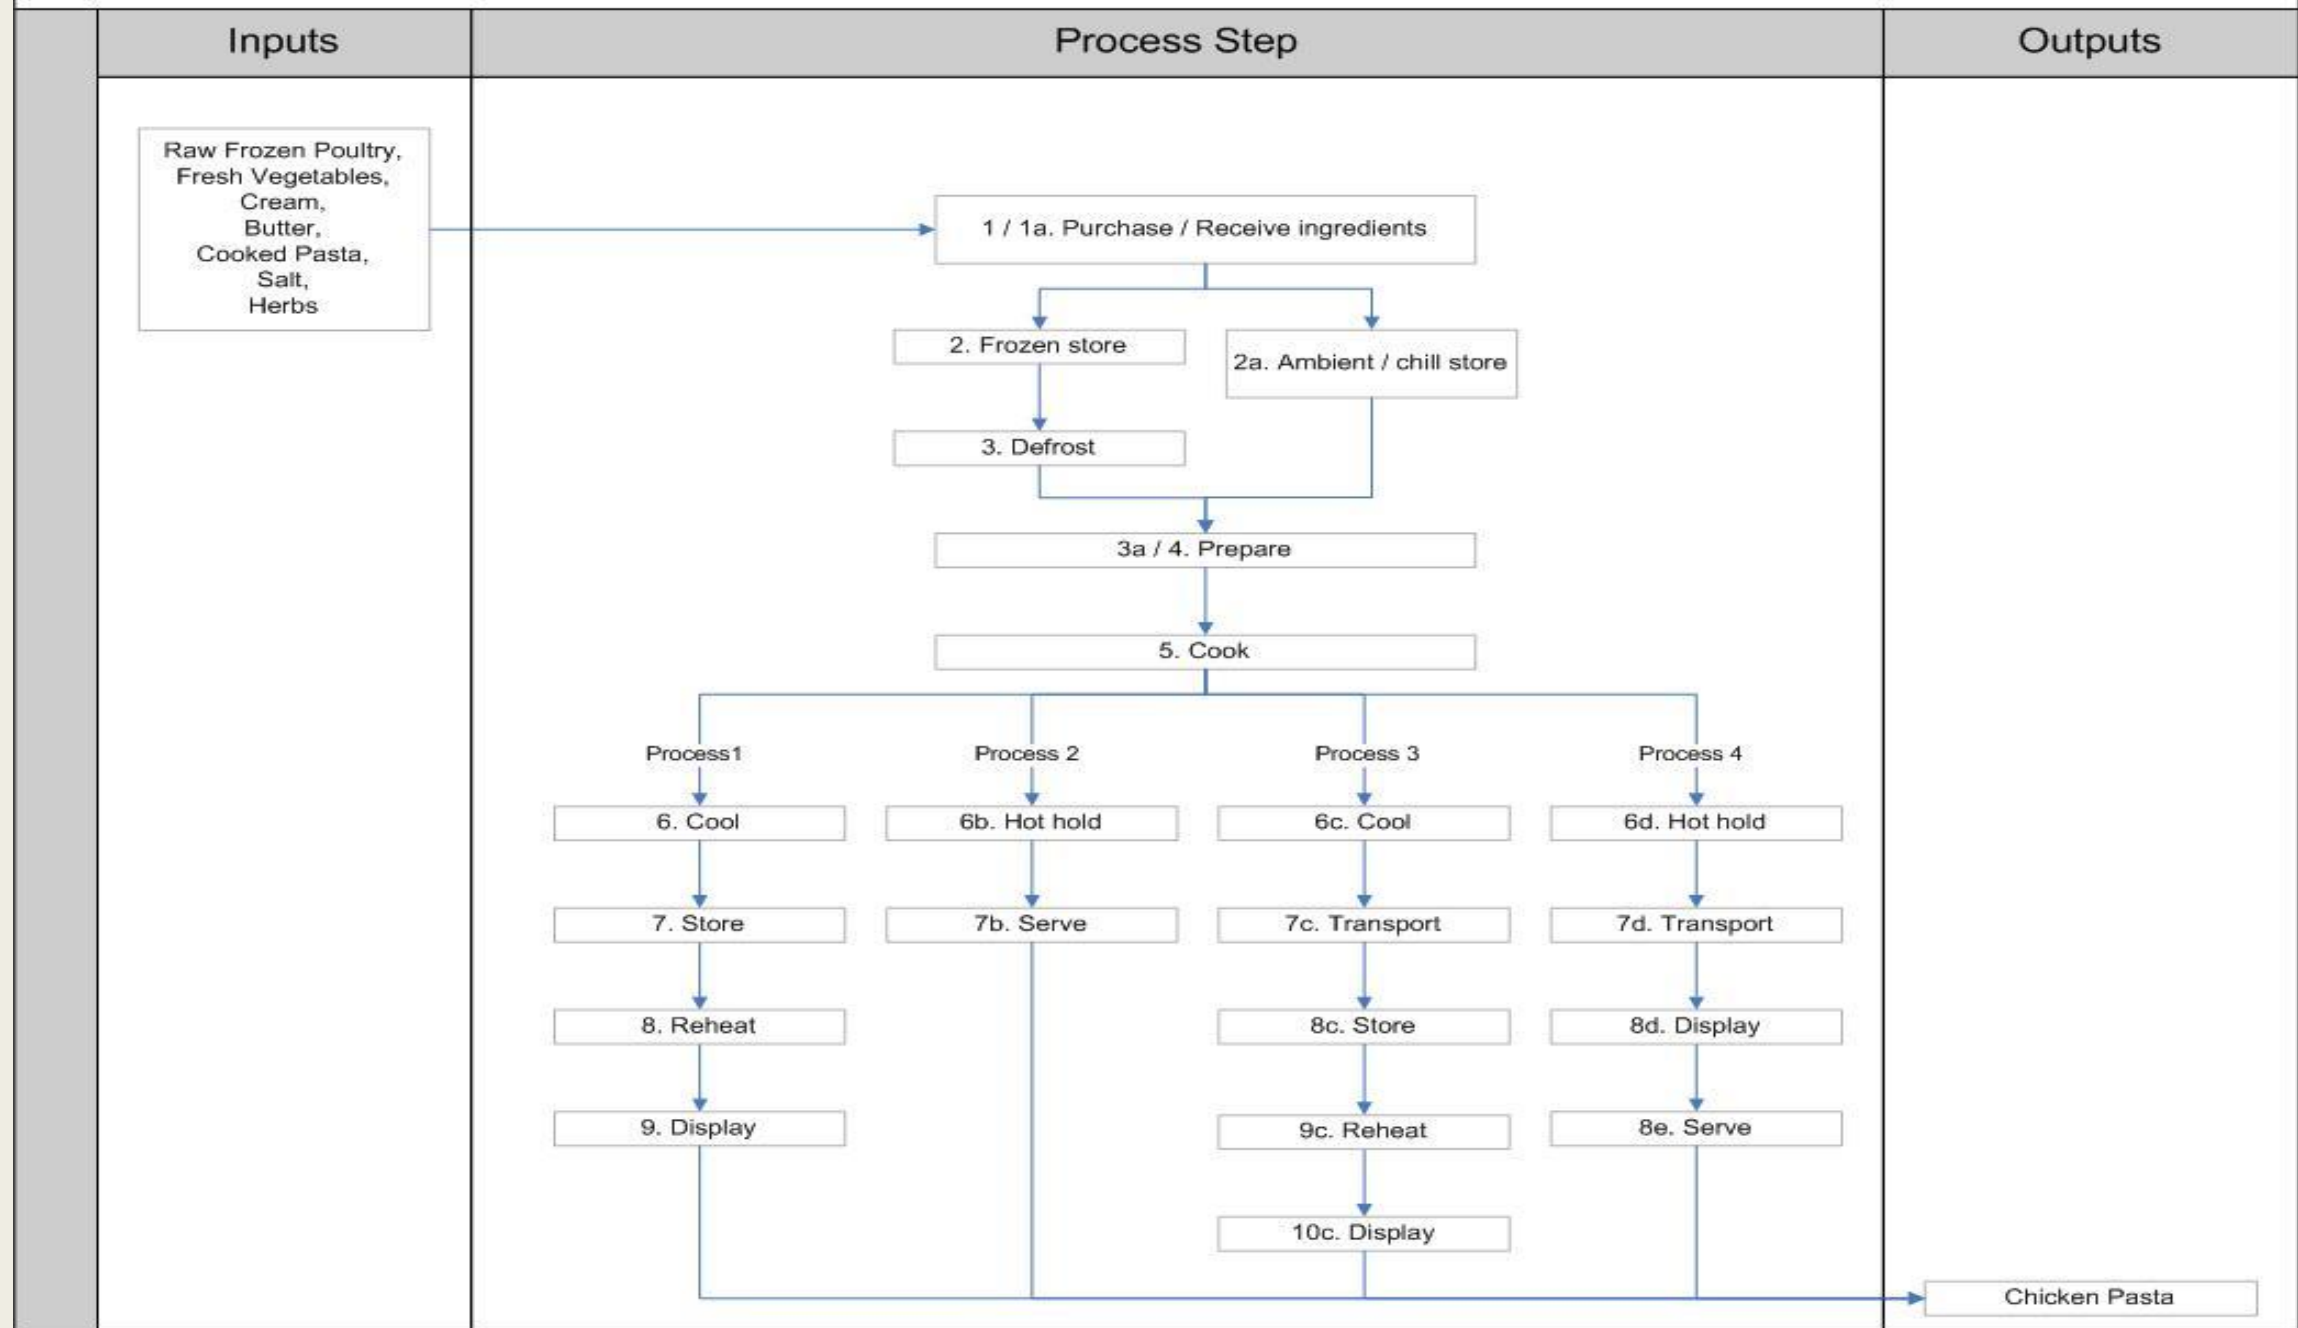 Inputs
Process Step
Outputs
Raw Frozen Poultry,
Fresh Vegetables,
Cream,
Butter,
Cooked Pasta,
Salt,
Herbs
1 / 1a. Purchase / Receive ingredients
2. Frozen store
2a. Ambient / chill store
3. Defrost
3a / 4. Prepare
5. Cook
Process1
Process 2
Process 3
Process 4
6. Cool
6b. Hot hold
6c. Cool
6d. Hot hold
7. Store
7b. Serve
7c. Transport
7d. Transport
8. Reheat
8c. Store
8d. Display
9. Display
9c. Reheat
8e. Serve
10c. Display
Chicken Pasta